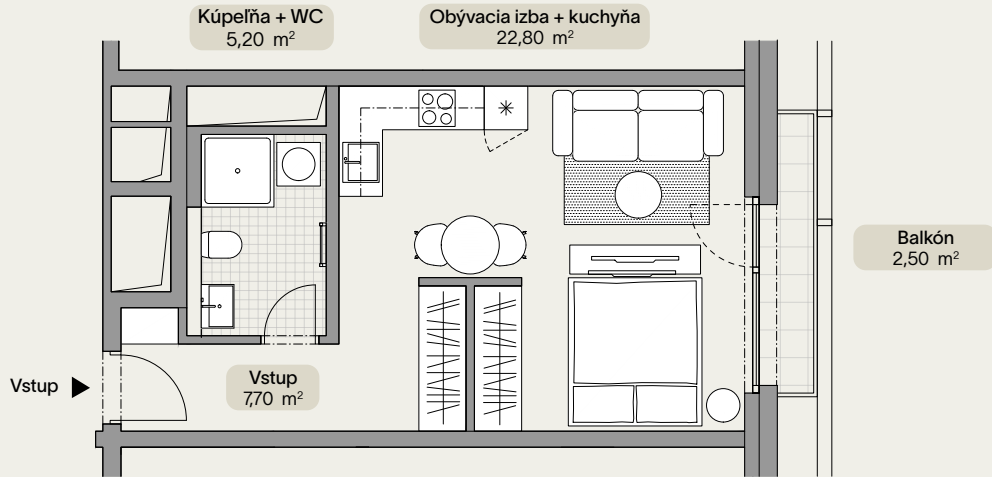 Kúpeľňa + WC
5,20 m²
Obývacia izba + kuchyňa
22,80 m²
Balkón
2,50 m²
Vstup
Vstup
7,70 m²